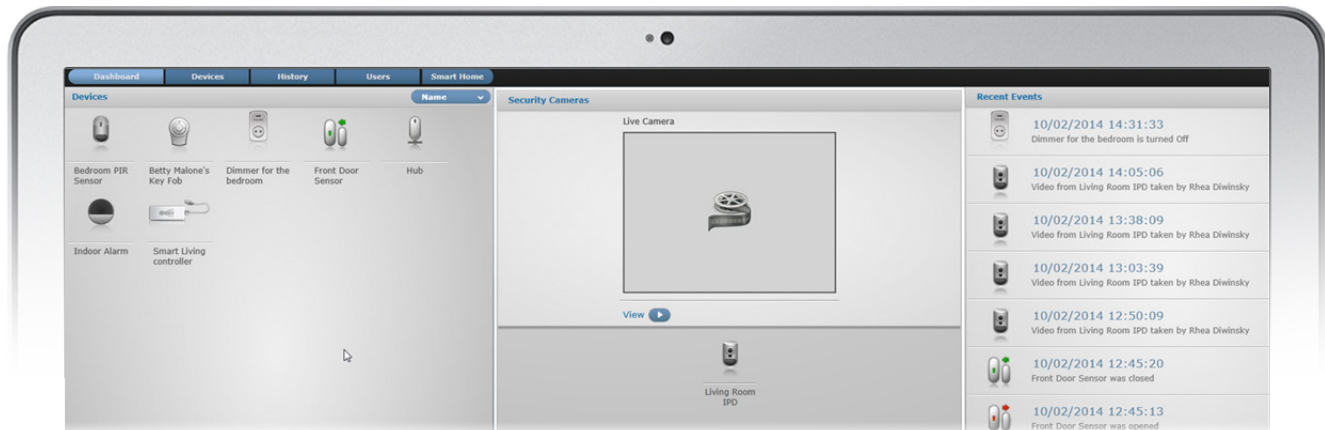 Dashboard Devices History Users Smart Home
Devices Name
Bedroom PIR
Sensor
Betty Malone's
Key Fob
Dimmer for the
bedroom
Front Door
Sensor
Hub
Indoor Alarm
Smart Living
controller
Security Cameras
Live Camera
View
Living Room
IPD
Recent Events
10/02/2014 14:31:33
Dimmer for the bedroom is turned Off
10/02/2014 14:05:06
Video from Living Room IPD taken by Rhea Diwinsky
10/02/2014 13:38:09
Video from Living Room IPD taken by Rhea Diwinsky
10/02/2014 13:03:39
Video from Living Room IPD taken by Rhea Diwinsky
10/02/2014 12:50:09
Video from Living Room IPD taken by Rhea Diwinsky
10/02/2014 12:45:20
Front Door Sensor was closed
10/02/2014 12:45:13
Front Door Sensor was opened